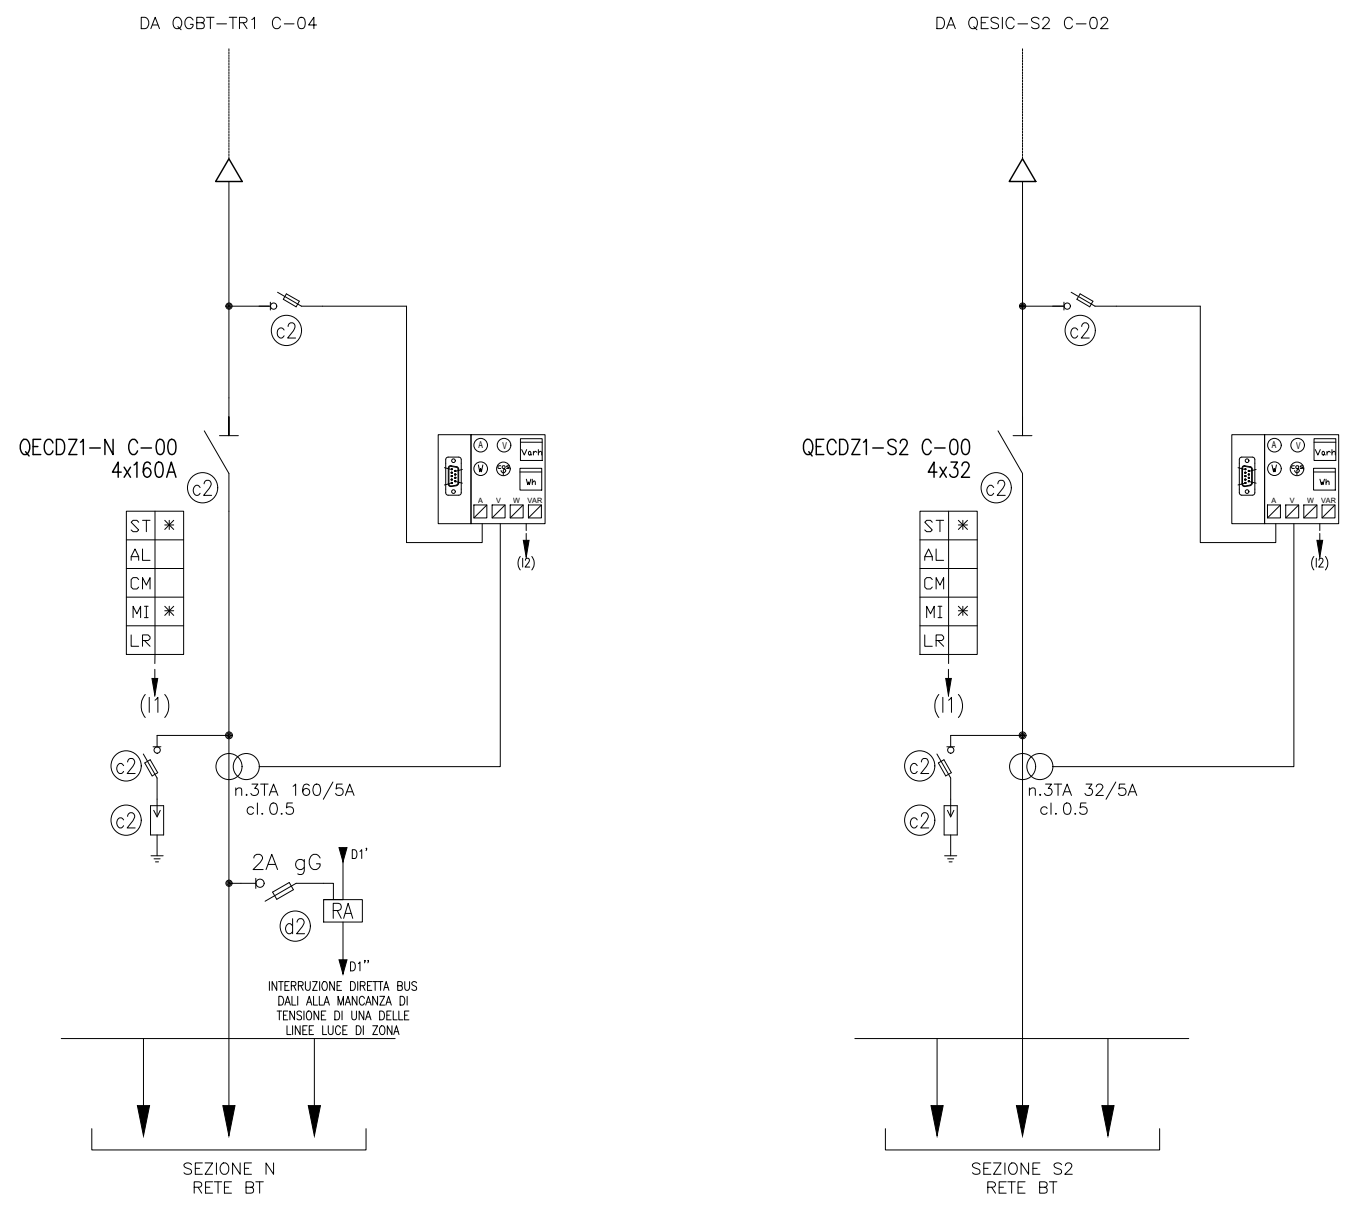 DA QGBT-TR1 C-04
c2
QECDZ1-N C-00
4x160A
c2
A V Varh
W cosφ Wh
A V W VAR
(I2)
ST *
AL
CM
MI *
LR
(I1)
c2
n.3TA 160/5A
cl.0.5
c2
2A gG
D1'
RA
d2
D1''
INTERRUZIONE DIRETTA BUS
DALI ALLA MANCANZA DI
TENSIONE DI UNA DELLE
LINEE LUCE DI ZONA
SEZIONE N
RETE BT
DA QESIC-S2 C-02
c2
QECDZ1-S2 C-00
4x32
c2
A V Varh
W cosφ Wh
A V W VAR
(I2)
ST *
AL
CM
MI *
LR
(I1)
c2
n.3TA 32/5A
cl.0.5
c2
SEZIONE S2
RETE BT